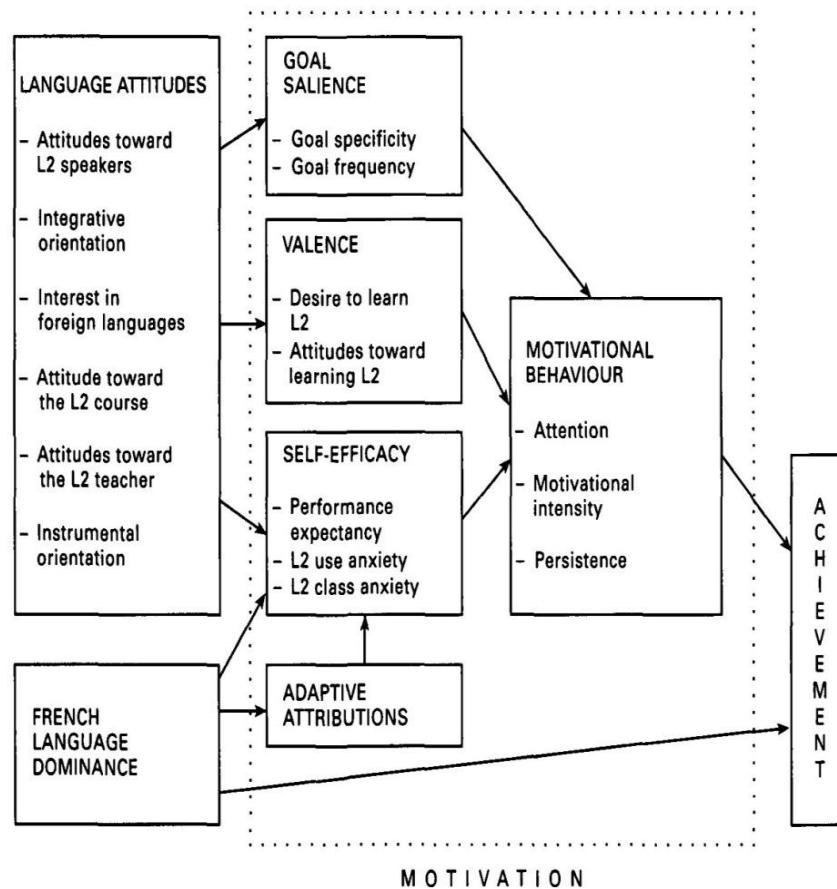 LANGUAGE ATTITUDES
– Attitudes toward
L2 speakers
– Integrative
orientation
– Interest in
foreign languages
– Attitude toward
the L2 course
– Attitudes toward
the L2 teacher
– Instrumental
orientation
FRENCH
LANGUAGE
DOMINANCE
GOAL
SALIENCE
– Goal specificity
– Goal frequency
VALENCE
– Desire to learn
L2
– Attitudes toward
learning L2
SELF-EFFICACY
– Performance
expectancy
– L2 use anxiety
– L2 class anxiety
ADAPTIVE
ATTRIBUTIONS
MOTIVATIONAL
BEHAVIOUR
– Attention
– Motivational
intensity
– Persistence
ACHIEVEMENT
MOTIVATION